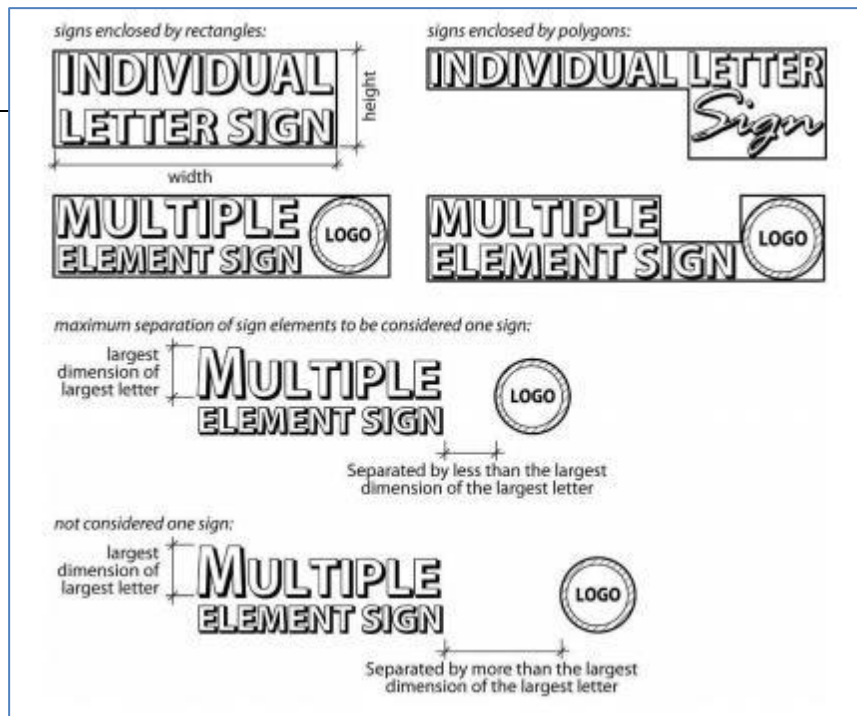 signs enclosed by rectangles:
INDIVIDUAL
LETTER SIGN
height
width
signs enclosed by polygons:
INDIVIDUAL LETTER
Sign
MULTIPLE
ELEMENT SIGN
LOGO
MULTIPLE
ELEMENT SIGN
LOGO
maximum separation of sign elements to be considered one sign:
largest
dimension of
largest letter
MULTIPLE
ELEMENT SIGN
LOGO
Separated by less than the largest
dimension of the largest letter
not considered one sign:
largest
dimension of
largest letter
MULTIPLE
ELEMENT SIGN
LOGO
Separated by more than the largest
dimension of the largest letter